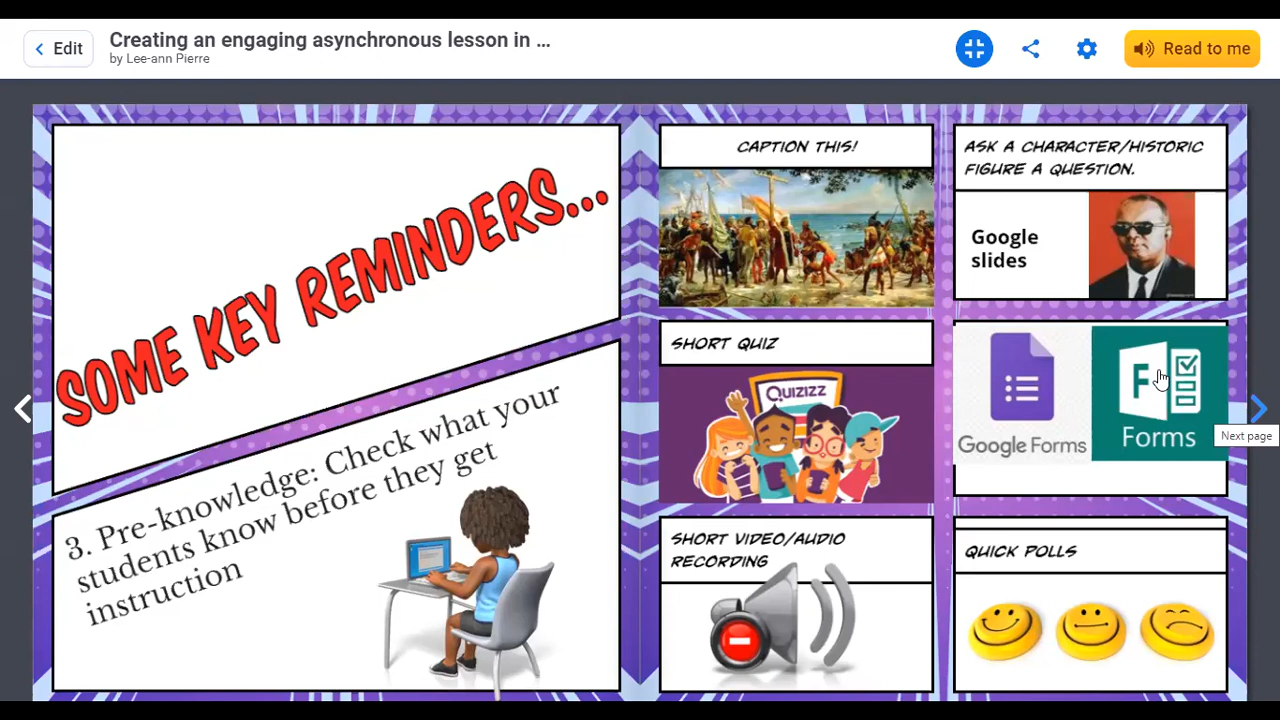 Edit
Creating an engaging asynchronous lesson in ...
by Lee-ann Pierre
Read to me
SOME KEY REMINDERS...
3. Pre-knowledge: Check what your
students know before they get
instruction
CAPTION THIS!
ASK A CHARACTER/HISTORIC
FIGURE A QUESTION.
Google
slides
SHORT QUIZ
Quizizz
Google Forms
F
Forms
Next page
SHORT VIDEO/AUDIO
RECORDING
QUICK POLLS